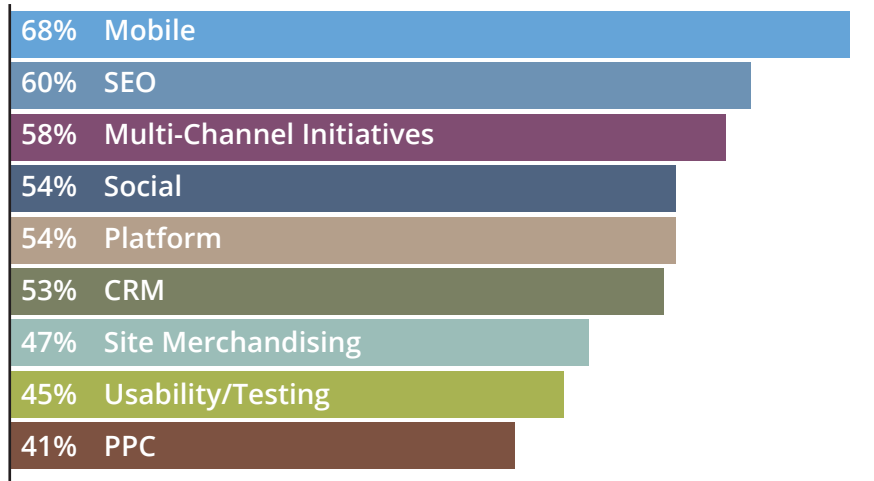 68% Mobile
60% SEO
58% Multi-Channel Initiatives
54% Social
54% Platform
53% CRM
47% Site Merchandising
45% Usability/Testing
41% PPC